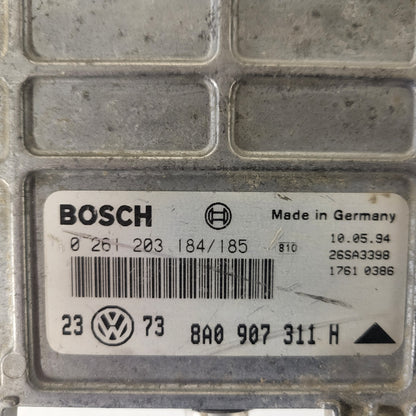 BOSCH
Made in Germany
0 261 203 184/185 810
10.05.94
26SA3398
1761 0386
23 VW 73 8A0 907 311 H